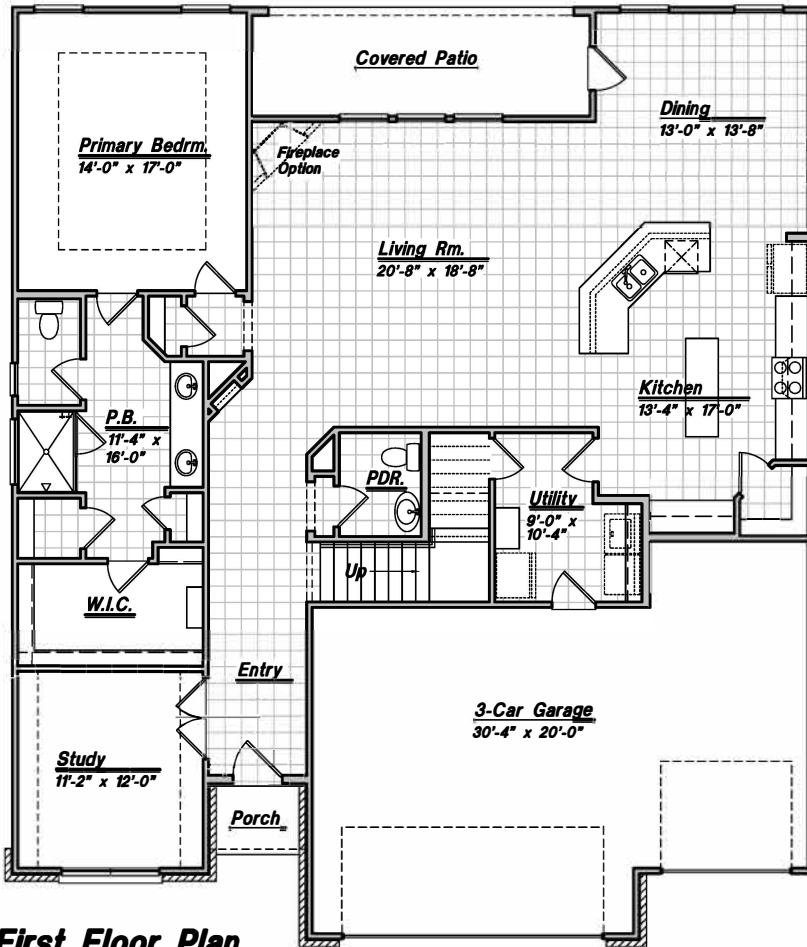 Covered Patio
Dining
13'-0" x 13'-8"
Primary Bedrm.
14'-0" x 17'-0"
Fireplace
Option
Living Rm.
20'-8" x 18'-8"
Kitchen
13'-4" x 17'-0"
P.B.
11'-4" x
16'-0"
PDR.
Utility
9'-0" x
10'-4"
Up
W.I.C.
Entry
3-Car Garage
30'-4" x 20'-0"
Study
11'-2" x 12'-0"
Porch
First Floor Plan